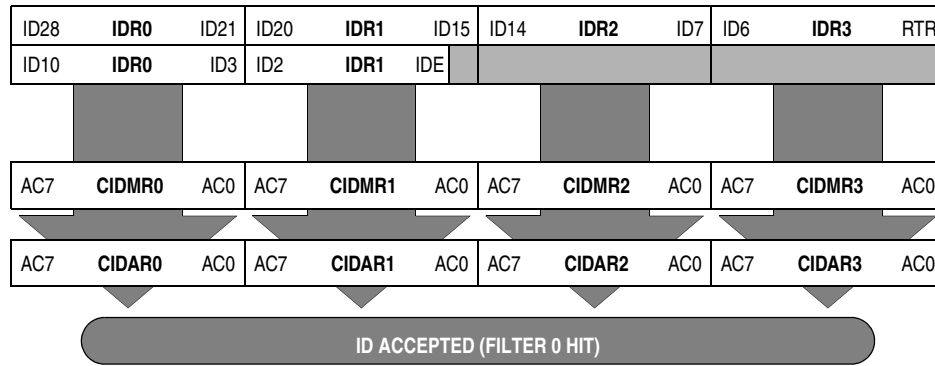 ID28 IDR0 ID21 ID20 IDR1 ID15 ID14 IDR2 ID7 ID6 IDR3 RTR
ID10 IDR0 ID3 ID2 IDR1 IDE
AC7 CIDMR0 AC0 AC7 CIDMR1 AC0 AC7 CIDMR2 AC0 AC7 CIDMR3 AC0
AC7 CIDAR0 AC0 AC7 CIDAR1 AC0 AC7 CIDAR2 AC0 AC7 CIDAR3 AC0
ID ACCEPTED (FILTER 0 HIT)